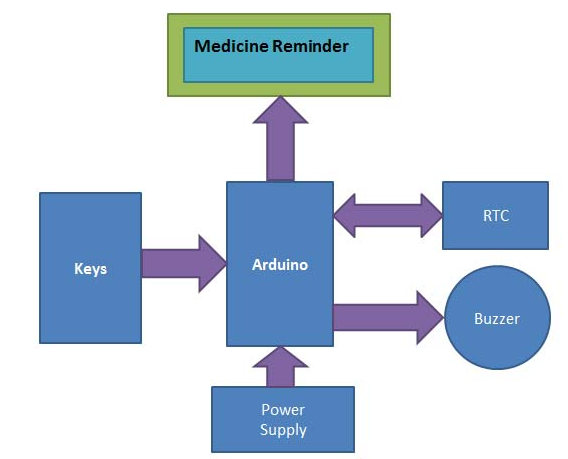 Medicine Reminder
Keys
Arduino
RTC
Buzzer
Power
Supply